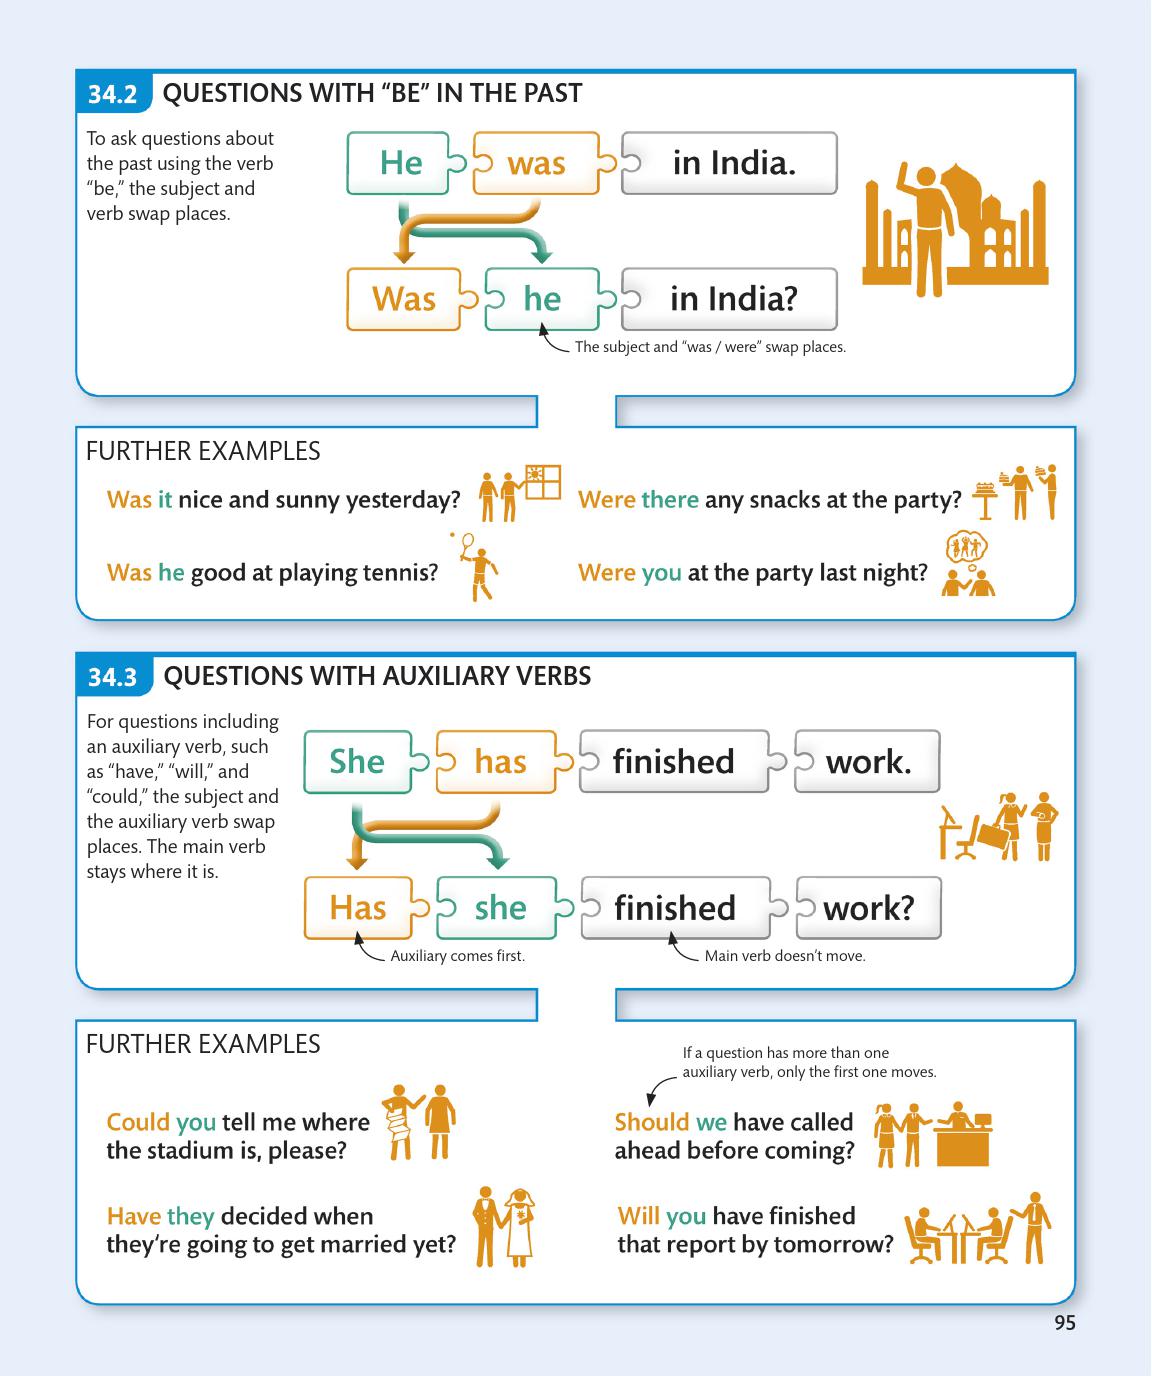 34.2 QUESTIONS WITH “BE” IN THE PAST
To ask questions about
the past using the verb
“be,” the subject and
verb swap places.
He was in India.
Was he in India?
The subject and “was / were” swap places.
FURTHER EXAMPLES
Was it nice and sunny yesterday?
Were there any snacks at the party?
Was he good at playing tennis?
Were you at the party last night?
34.3 QUESTIONS WITH AUXILIARY VERBS
For questions including
an auxiliary verb, such
as “have,” “will,” and
“could,” the subject and
the auxiliary verb swap
places. The main verb
stays where it is.
She has finished work.
Has she finished work?
Auxiliary comes first.
Main verb doesn’t move.
FURTHER EXAMPLES
If a question has more than one
auxiliary verb, only the first one moves.
Could you tell me where
the stadium is, please?
Should we have called
ahead before coming?
Have they decided when
they’re going to get married yet?
Will you have finished
that report by tomorrow?
95